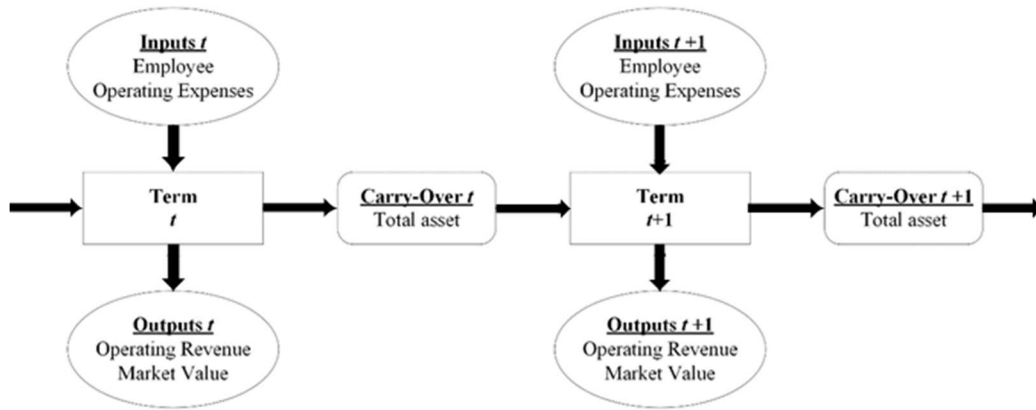 Inputs t
Employee
Operating Expenses
Inputs t +1
Employee
Operating Expenses
Term
t
Carry-Over t
Total asset
Term
t+1
Carry-Over t +1
Total asset
Outputs t
Operating Revenue
Market Value
Outputs t +1
Operating Revenue
Market Value